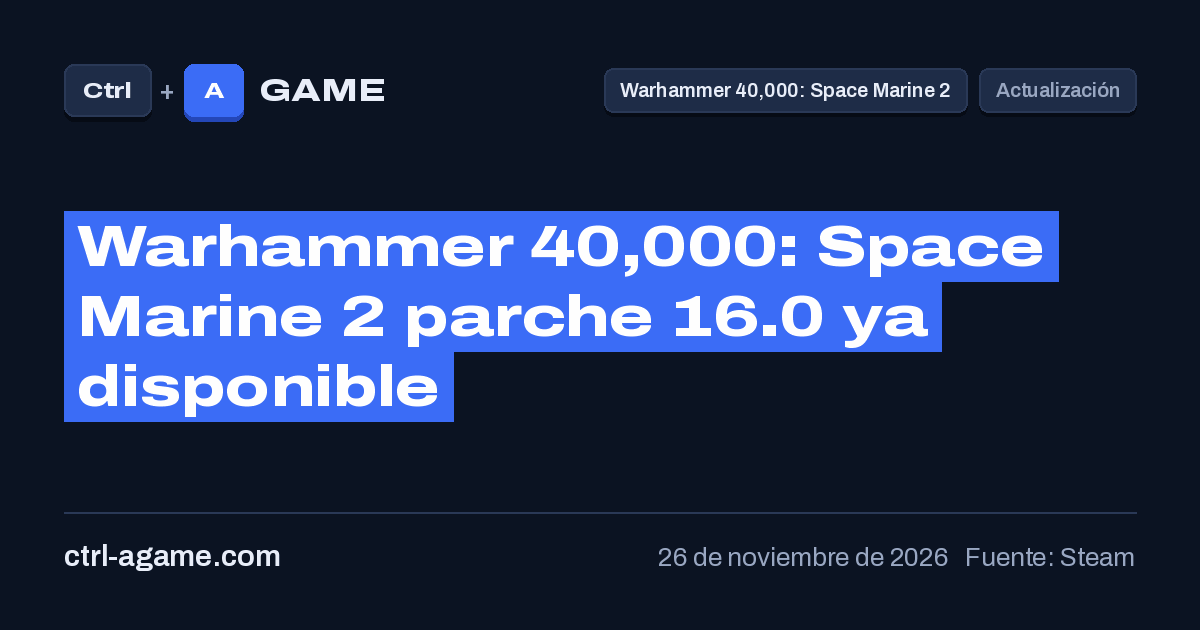 Ctrl + A GAME
Warhammer 40,000: Space Marine 2
Actualización
Warhammer 40,000: Space
Marine 2 parche 16.0 ya
disponible
ctrl-agame.com
26 de noviembre de 2026 Fuente: Steam